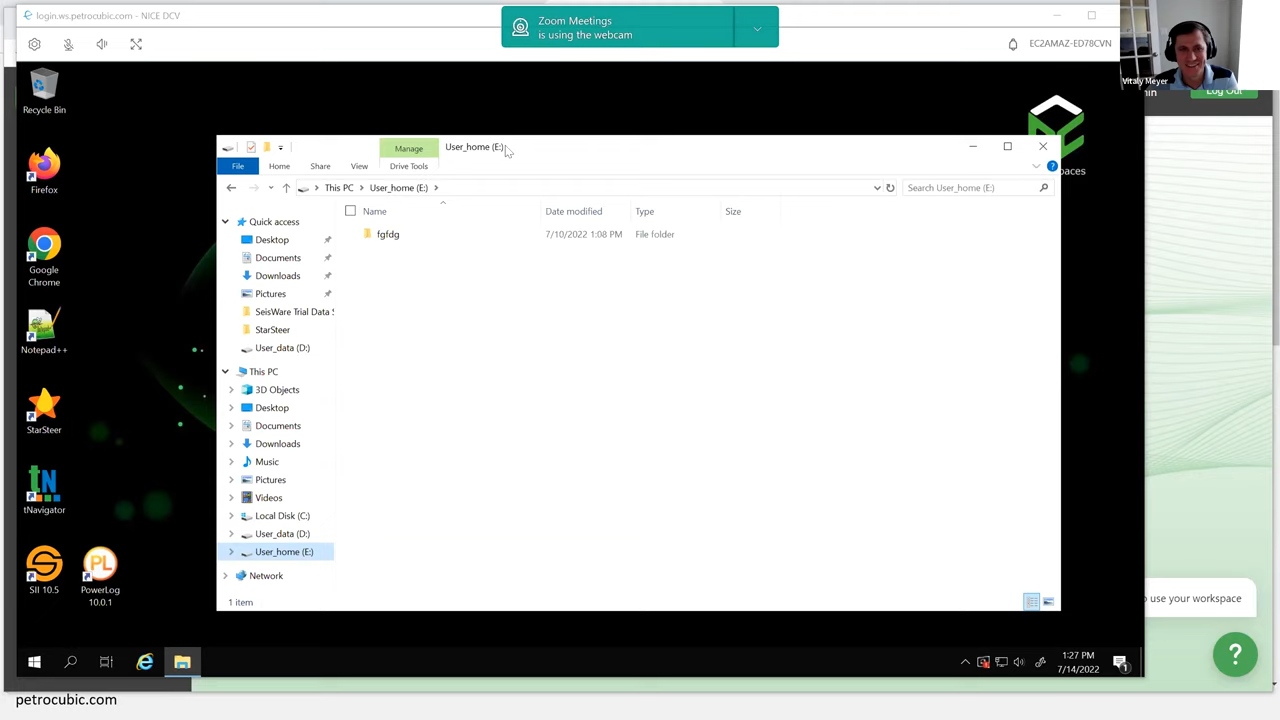 login.ws.petrocubic.com - NICE DCV
Zoom Meetings
is using the webcam
EC2AMAZ-ED78CVN
Vitaly Meyer
Log Out
Recycle Bin
Firefox
Google
Chrome
Notepad++
StarSteer
tNavigator
SII 10.5
PowerLog
10.0.1
Manage
User_home (E:)
File
Home
Share
View
Drive Tools
This PC
User_home (E:)
Search User_home (E:)
Name
Date modified
Type
Size
fgfdg
7/10/2022 1:08 PM
File folder
Quick access
Desktop
Documents
Downloads
Pictures
SeisWare Trial Data S
StarSteer
User_data (D:)
This PC
3D Objects
Desktop
Documents
Downloads
Music
Pictures
Videos
Local Disk (C:)
User_data (D:)
User_home (E:)
Network
1 item
use your workspace
?
1:27 PM
7/14/2022
1
petrocubic.com